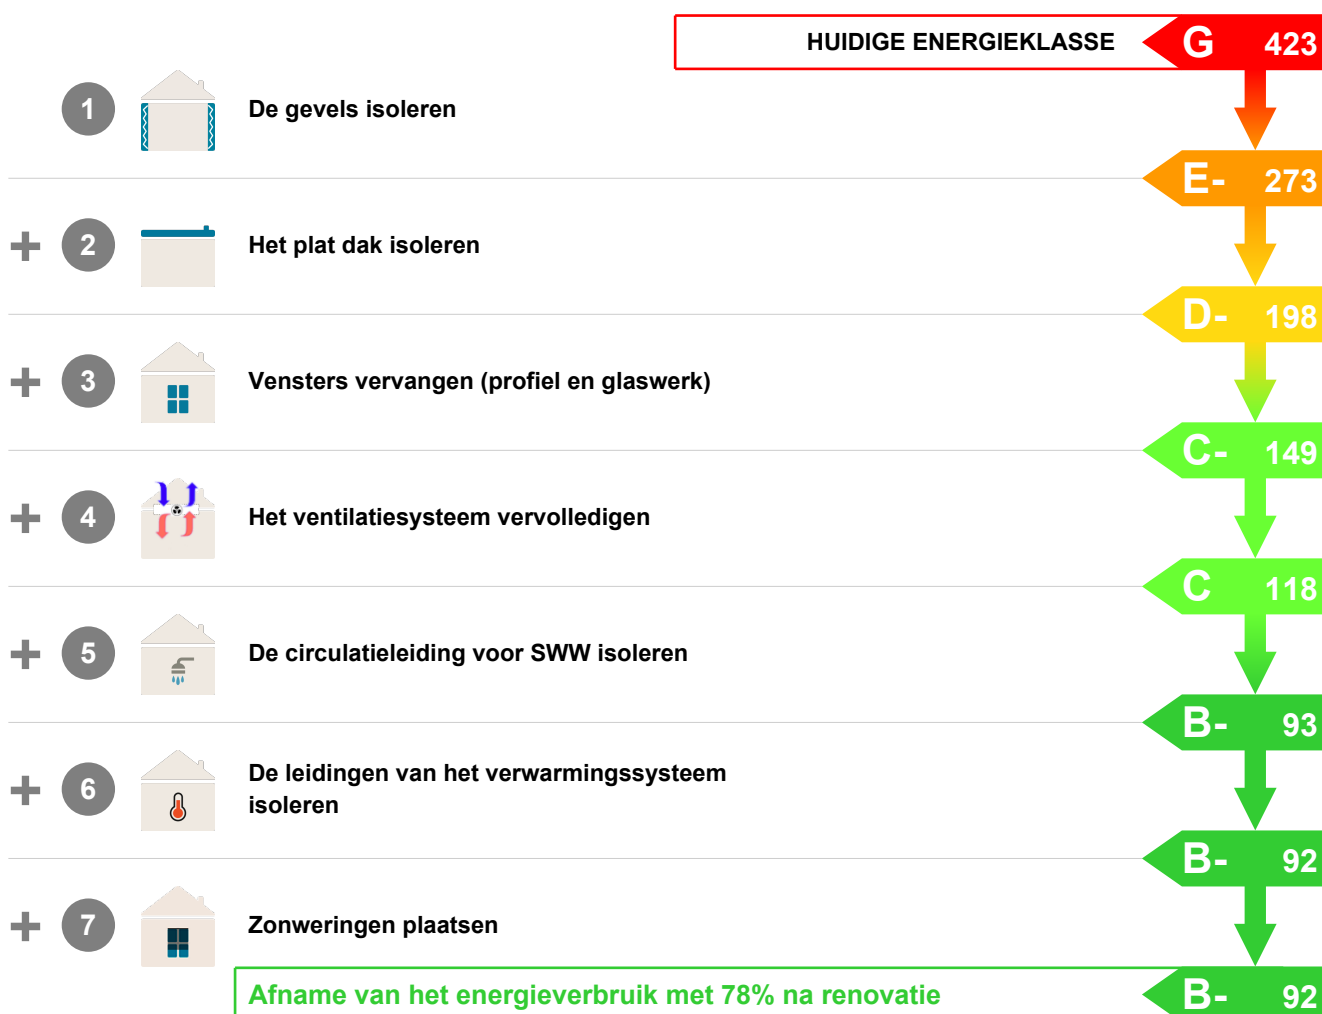 HUIDIGE ENERGIEKLASSE G 423
1 De gevels isoleren
E- 273
+ 2 Het plat dak isoleren
D- 198
+ 3 Vensters vervangen (profiel en glaswerk)
C- 149
+ 4 Het ventilatiesysteem vervolledigen
C 118
+ 5 De circulatieleiding voor SWW isoleren
B- 93
+ 6 De leidingen van het verwarmingssysteem
isoleren
B- 92
+ 7 Zonweringen plaatsen
Afname van het energieverbruik met 78% na renovatie B- 92